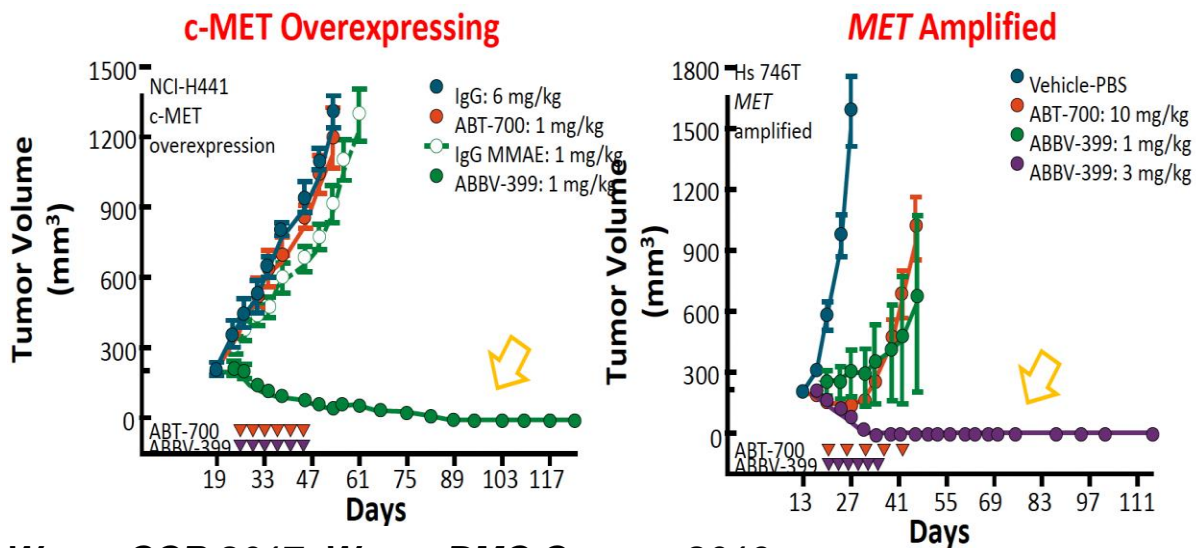 c-MET Overexpressing
Tumor Volume
(mm³)
1500
1200
900
600
300
0
NCI-H441
c-MET
overexpression
IgG: 6 mg/kg
ABT-700: 1 mg/kg
IgG MMAE: 1 mg/kg
ABBV-399: 1 mg/kg
ABT-700
ABBV-399
19 33 47 61 75 89 103 117
Days
MET Amplified
Tumor Volume
(mm³)
1800
1500
1200
900
600
300
0
Hs 746T
MET
amplified
Vehicle-PBS
ABT-700: 10 mg/kg
ABBV-399: 1 mg/kg
ABBV-399: 3 mg/kg
ABT-700
ABBV-399
13 27 41 55 69 83 97 111
Days